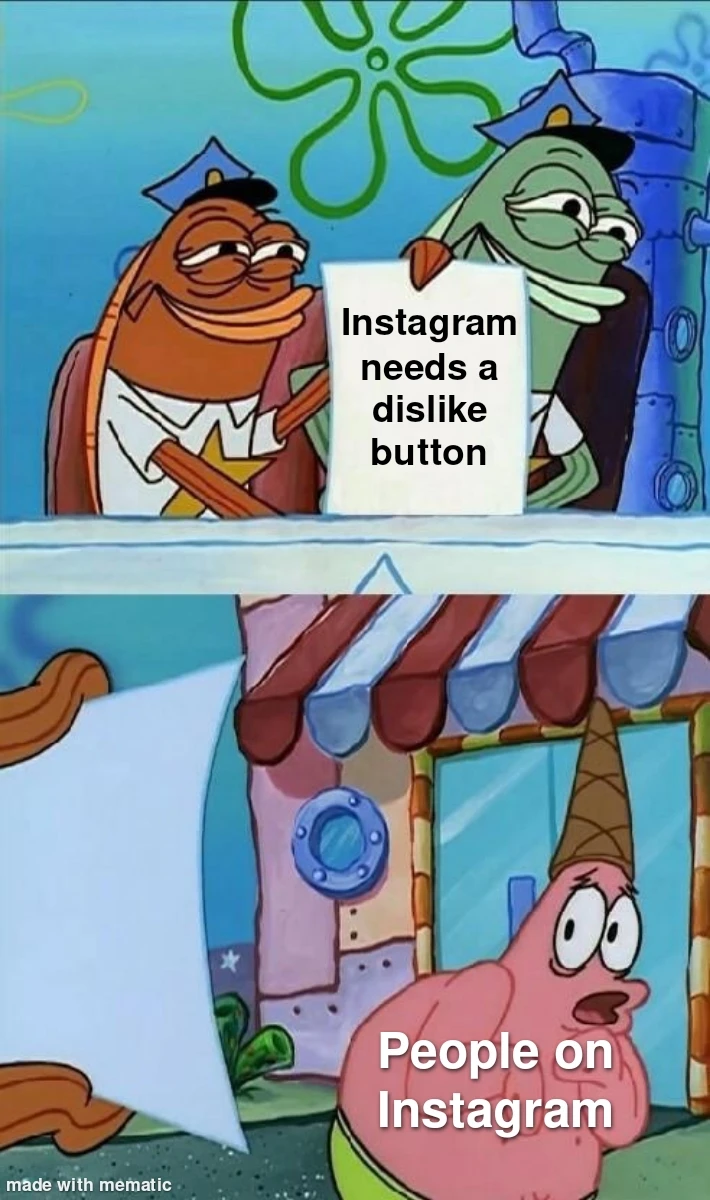 Instagram
needs a
dislike
button
People on
Instagram
made with mematic